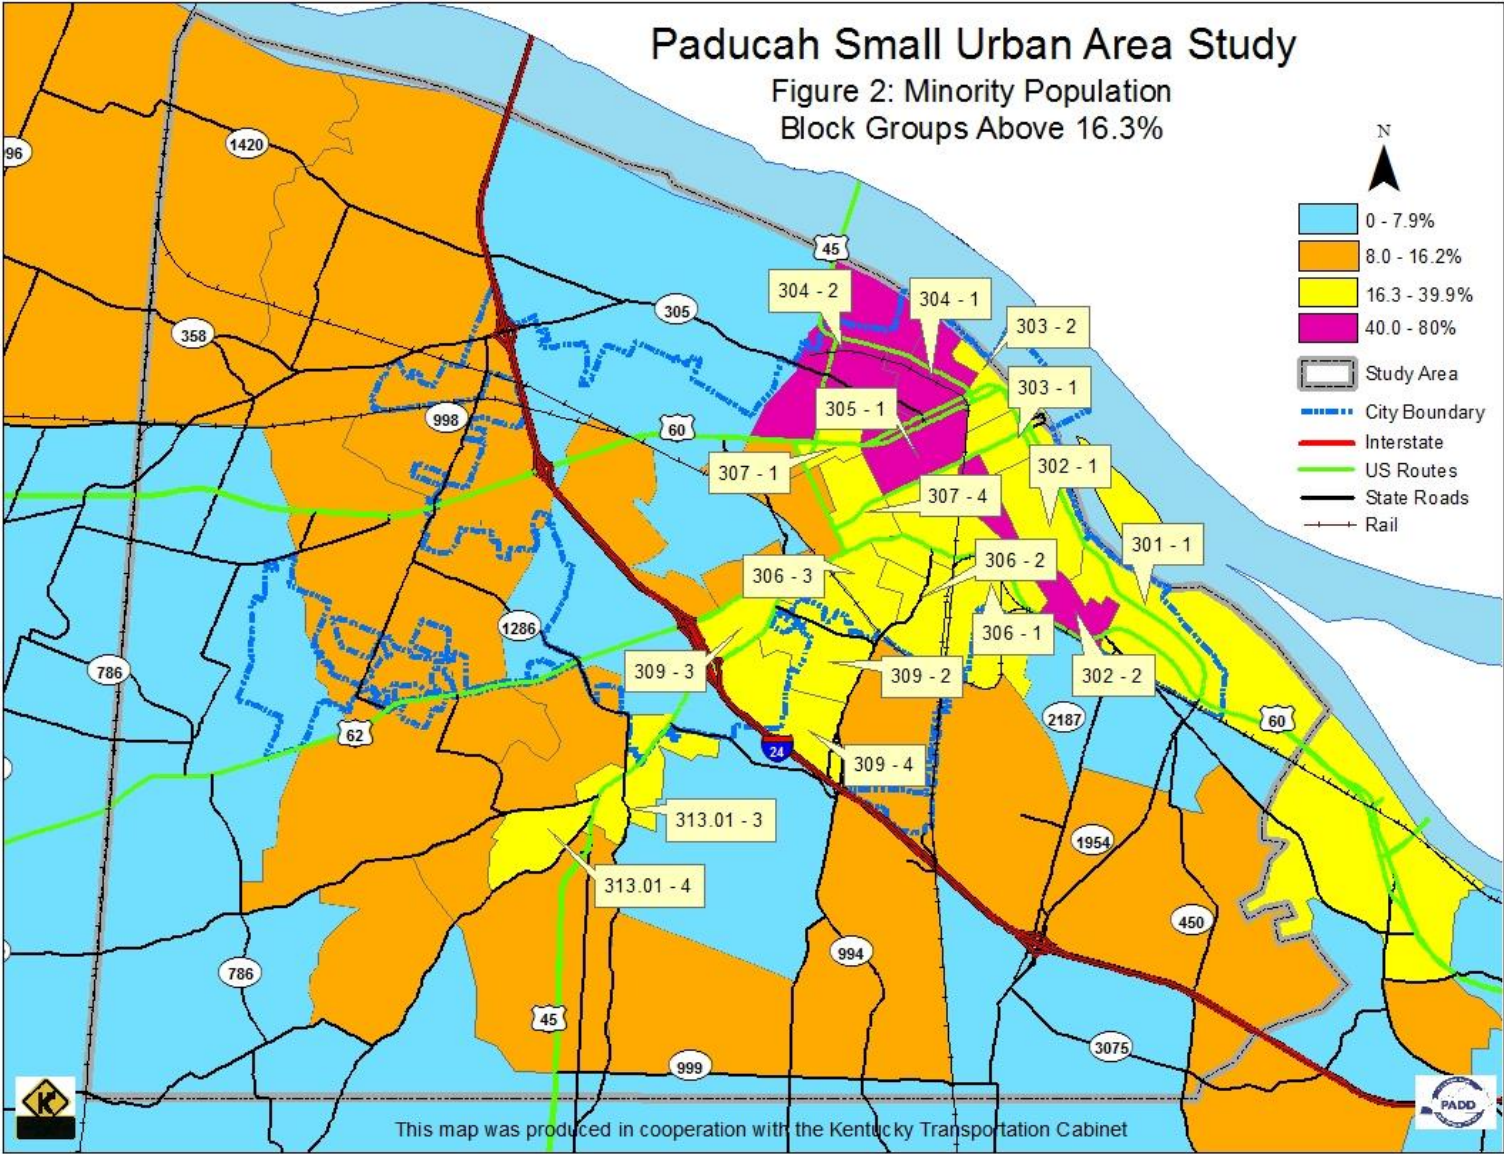 Paducah Small Urban Area Study
Figure 2: Minority Population
Block Groups Above 16.3%
N
0 - 7.9%
8.0 - 16.2%
16.3 - 39.9%
40.0 - 80%
Study Area
City Boundary
Interstate
US Routes
State Roads
Rail
96
1420
45
304 - 2
304 - 1
305
303 - 2
358
303 - 1
305 - 1
998
60
302 - 1
307 - 1
307 - 4
301 - 1
306 - 2
306 - 3
1286
306 - 1
786
309 - 3
309 - 2
302 - 2
2187
60
62
24
309 - 4
313.01 - 3
1954
313.01 - 4
450
994
786
45
3075
999
K
PADD
This map was produced in cooperation with the Kentucky Transportation Cabinet